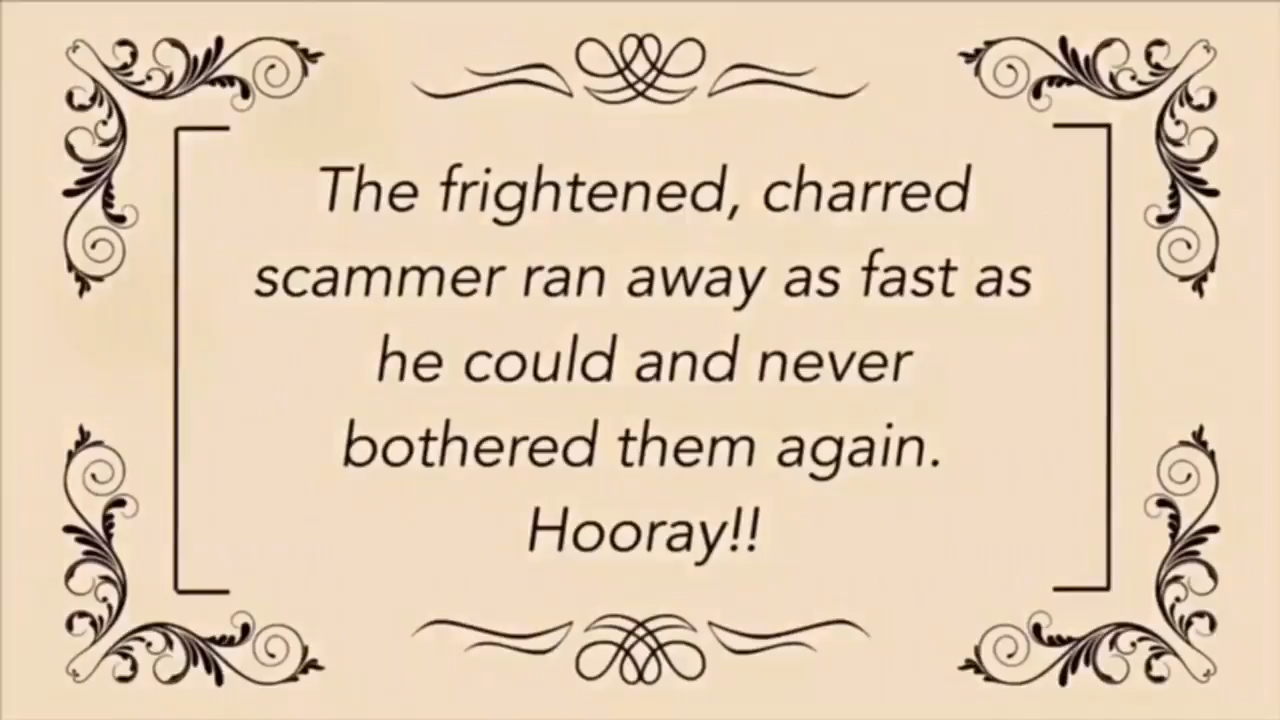 The frightened, charred
scammer ran away as fast as
he could and never
bothered them again.
Hooray!!